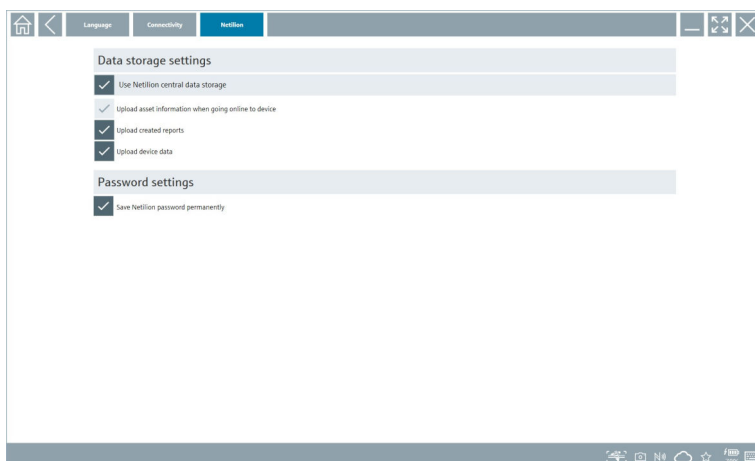 Language
Connectivity
Netilion
Data storage settings
Use Netilion central data storage
Upload asset information when going online to device
Upload created reports
Upload device data
Password settings
Save Netilion password permanently